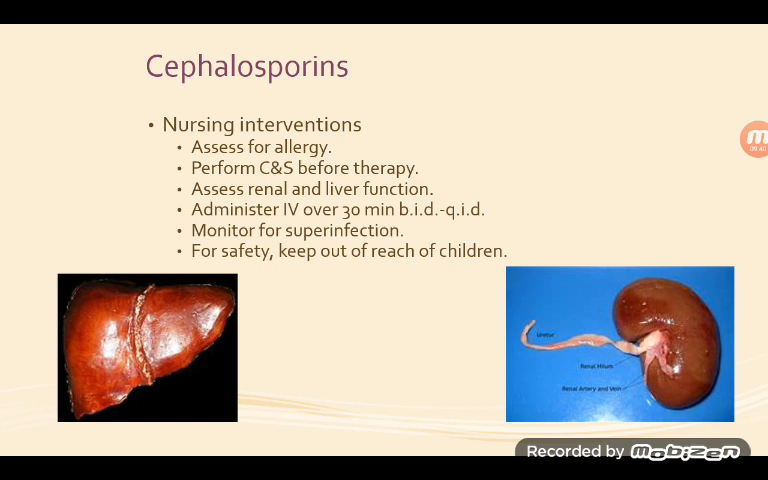 Cephalosporins
• Nursing interventions
• Assess for allergy.
• Perform C&S before therapy.
• Assess renal and liver function.
• Administer IV over 30 min b.i.d.-q.i.d.
• Monitor for superinfection.
• For safety, keep out of reach of children.
Ureter
Renal Hilum
Renal Artery and Vein
m
09:40
Recorded by mobizen